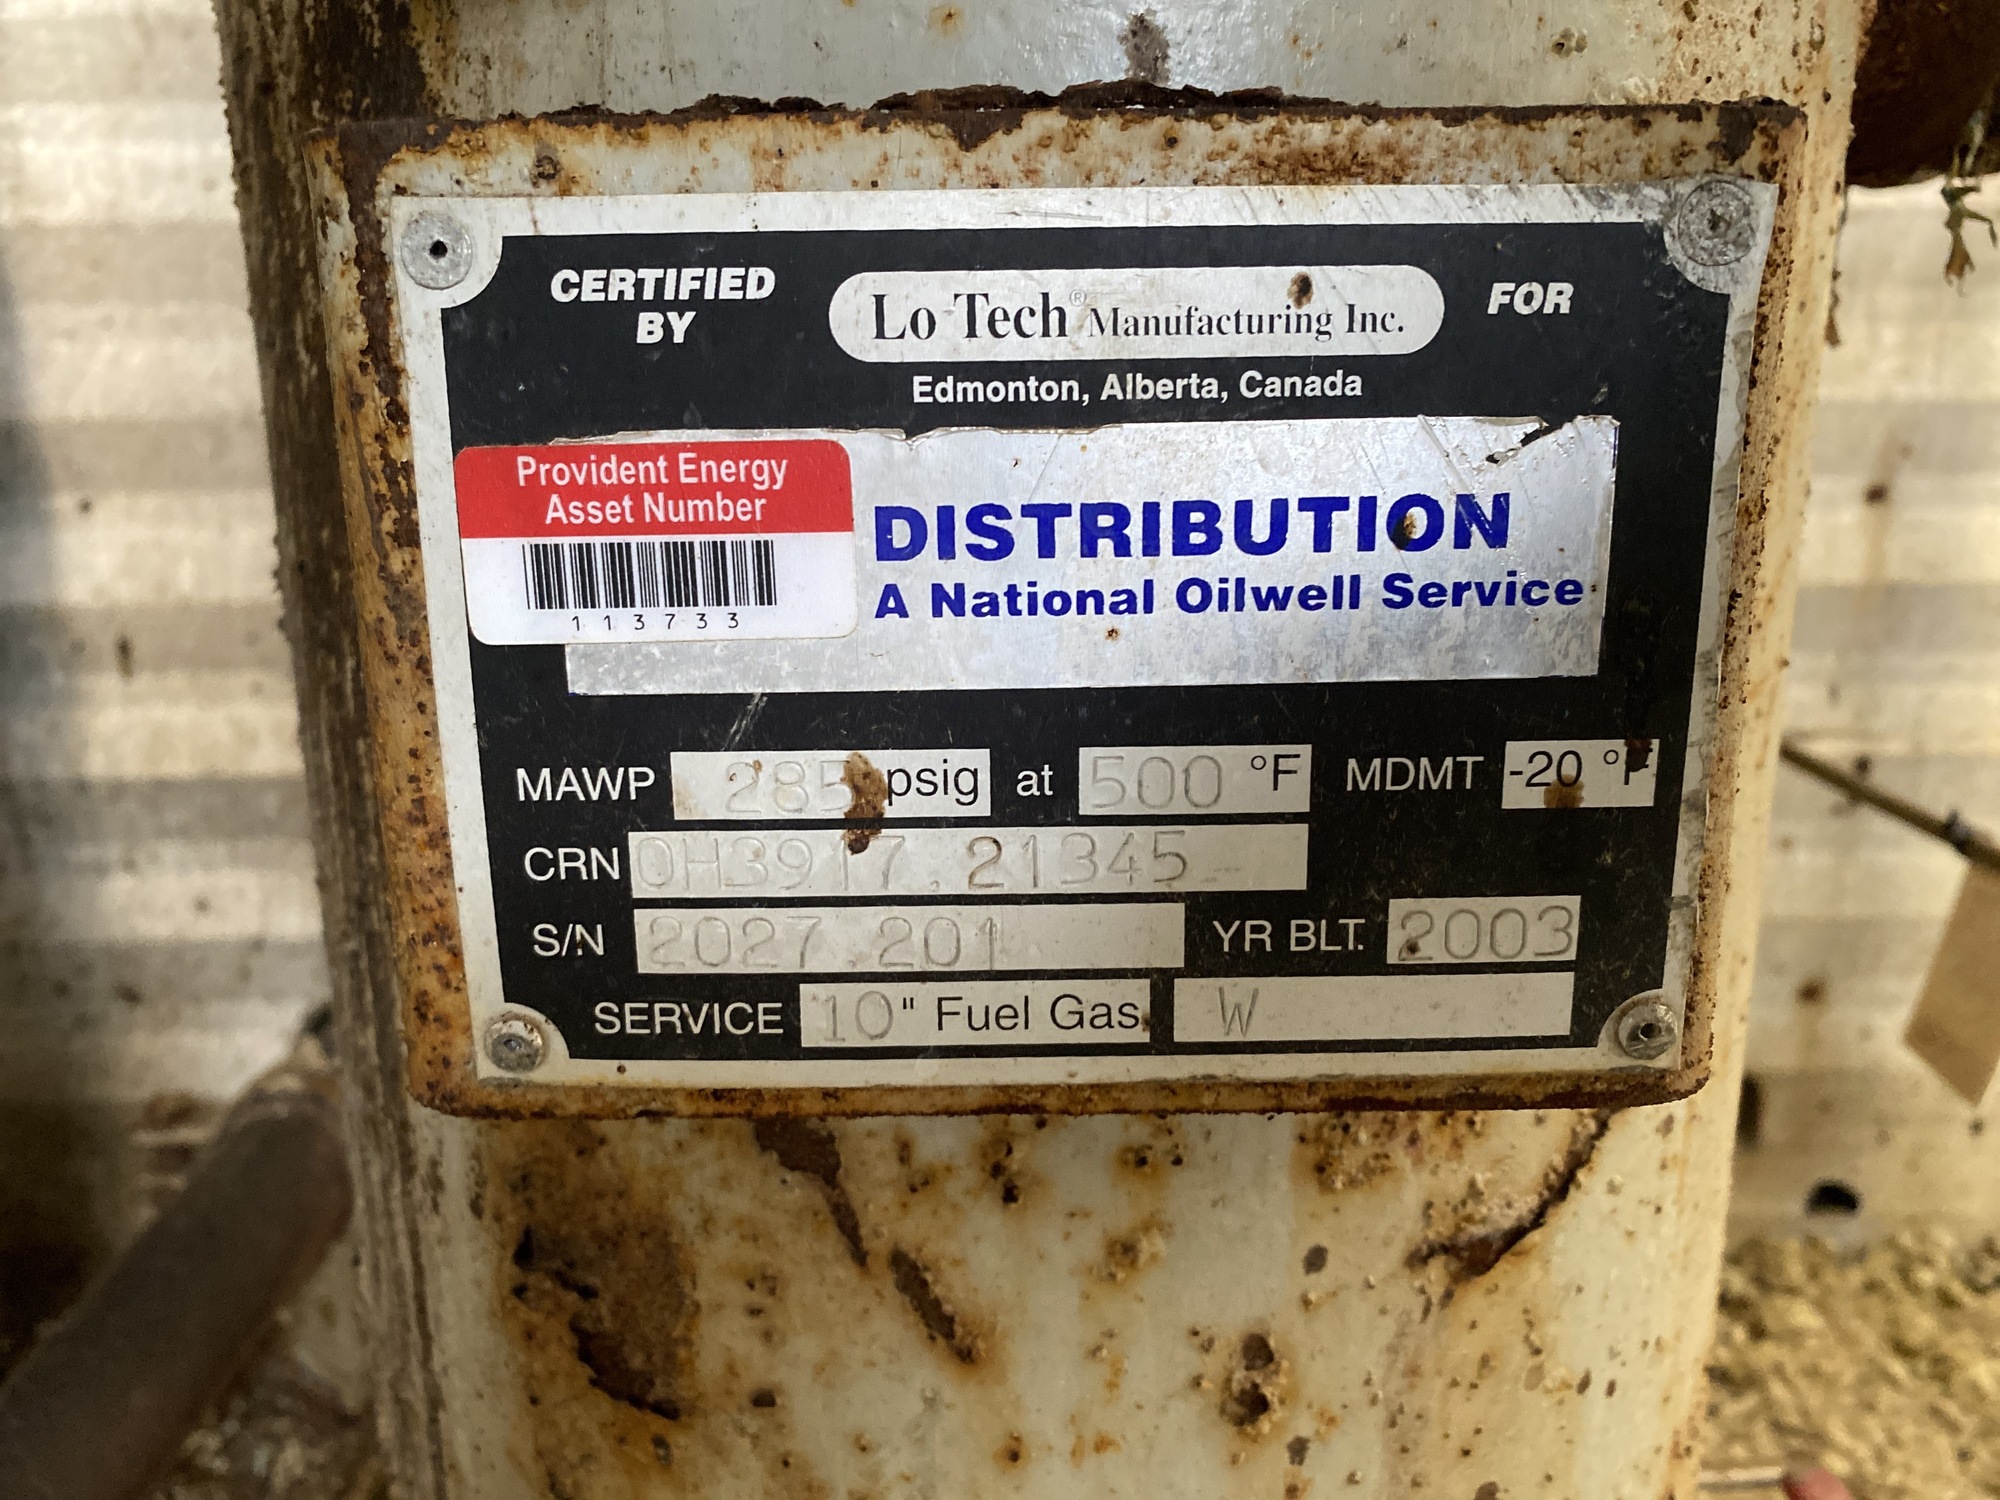 CERTIFIED
BY
Lo Tech® Manufacturing Inc.
FOR
Edmonton, Alberta, Canada
Provident Energy
Asset Number
113733
DISTRIBUTION
A National Oilwell Service
MAWP 285 psig at 500 °F MDMT -20 °F
CRN 0H3917.21345
S/N 2027.201 YR BLT. 2003
SERVICE 10" Fuel Gas W